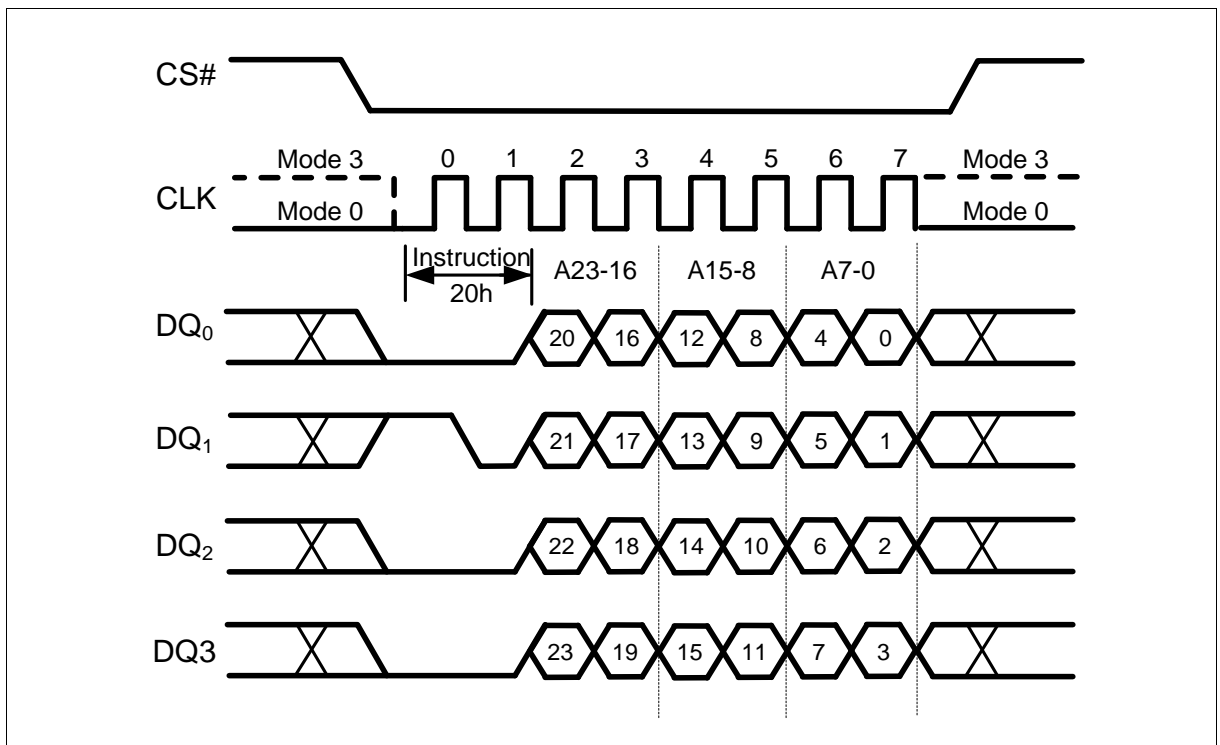 CS#
Mode 3 0 1 2 3 4 5 6 7 Mode 3
CLK
Mode 0 Mode 0
Instruction A23-16 A15-8 A7-0
20h
DQ0 20 16 12 8 4 0
DQ1 21 17 13 9 5 1
DQ2 22 18 14 10 6 2
DQ3 23 19 15 11 7 3